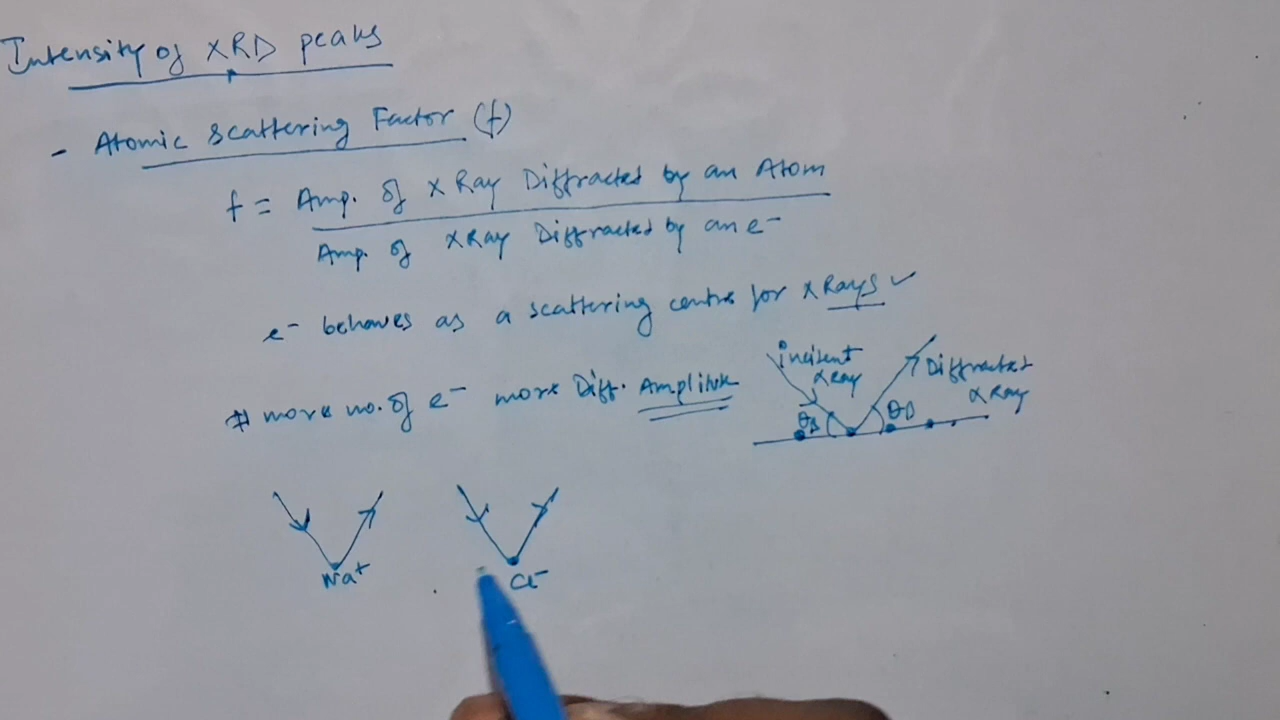 Intensity of XRD peaks
- Atomic Scattering Factor (f)
f = Amp. of X Ray Diffracted by an Atom
Amp. of X Ray Diffracted by an e-
e- behaves as a scattering centre for X Rays ✓
# more no. of e- more Diff. Amplitude
incident
X Ray
Diffracted
X Ray
θB
θD
Na+
Cl-